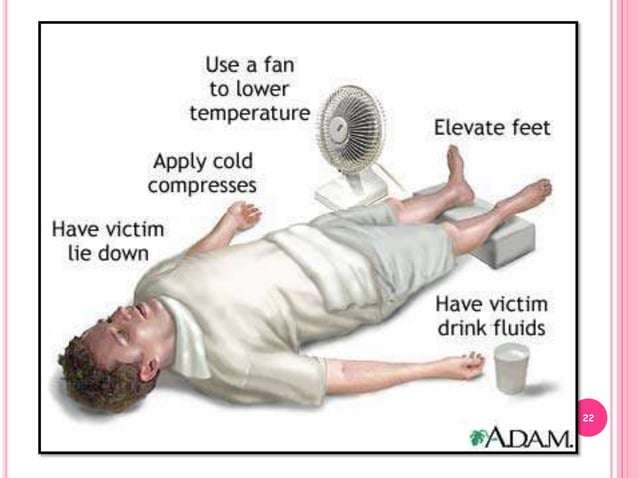 Use a fan
to lower
temperature
Elevate feet
Apply cold
compresses
Have victim
lie down
Have victim
drink fluids
22
A.D.A.M.